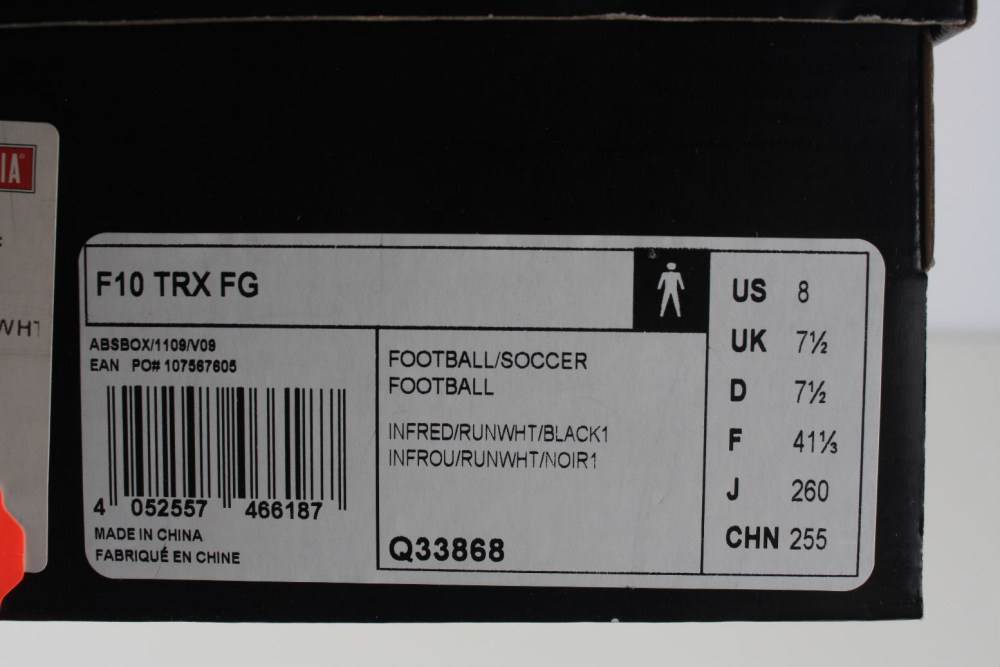 IA
WHT
F10 TRX FG
ABSBOX/1109/V09
EAN PO# 107567605
4 052557 466187
MADE IN CHINA
FABRIQUÉ EN CHINE
FOOTBALL/SOCCER
FOOTBALL
INFRED/RUNWHT/BLACK1
INFROU/RUNWHT/NOIR1
Q33868
US 8
UK 7½
D 7½
F 41⅓
J 260
CHN 255